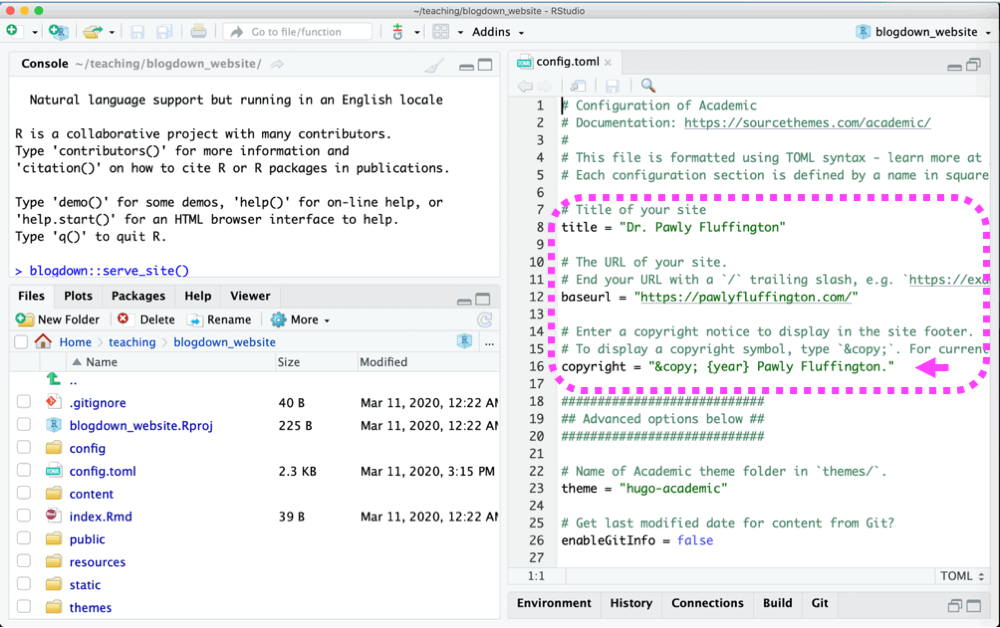 ~/teaching/blogdown_website - RStudio
Go to file/function
Addins
blogdown_website
Console ~/teaching/blogdown_website/
Natural language support but running in an English locale
R is a collaborative project with many contributors.
Type 'contributors()' for more information and
'citation()' on how to cite R or R packages in publications.
Type 'demo()' for some demos, 'help()' for on-line help, or
'help.start()' for an HTML browser interface to help.
Type 'q()' to quit R.
> blogdown::serve_site()
Files Plots Packages Help Viewer
New Folder Delete Rename More
Home teaching blogdown_website ...
Name Size Modified
..
.gitignore 40 B Mar 11, 2020, 12:22 AM
blogdown_website.Rproj 225 B Mar 11, 2020, 12:22 AM
config
config.toml 2.3 KB Mar 11, 2020, 3:15 PM
content
index.Rmd 39 B Mar 11, 2020, 12:22 AM
public
resources
static
themes
config.toml
1 # Configuration of Academic
2 # Documentation: https://sourcethemes.com/academic/
3 #
4 # This file is formatted using TOML syntax - learn more at
5 # Each configuration section is defined by a name in square
6
7 # Title of your site
8 title = "Dr. Pawly Fluffington"
9
10 # The URL of your site.
11 # End your URL with a `/` trailing slash, e.g. `https://exa
12 baseurl = "https://pawlyfluffington.com/"
13
14 # Enter a copyright notice to display in the site footer.
15 # To display a copyright symbol, type `&copy;`. For current
16 copyright = "&copy; {year} Pawly Fluffington."
17
18 ############################
19 ## Advanced options below ##
20 ############################
21
22 # Name of Academic theme folder in `themes/`.
23 theme = "hugo-academic"
24
25 # Get last modified date for content from Git?
26 enableGitInfo = false
27
1:1 TOML
Environment History Connections Build Git